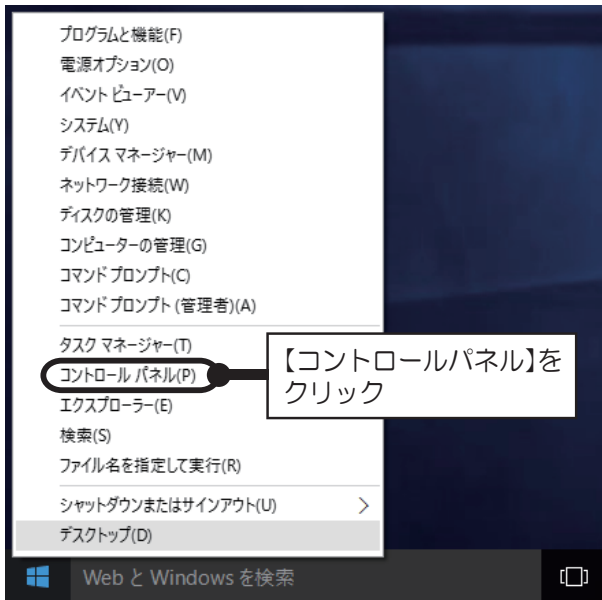 プログラムと機能(F)
電源オプション(O)
イベント ビューアー(V)
システム(Y)
デバイス マネージャー(M)
ネットワーク接続(W)
ディスクの管理(K)
コンピューターの管理(G)
コマンド プロンプト(C)
コマンド プロンプト (管理者)(A)
タスク マネージャー(T)
コントロール パネル(P)
【コントロールパネル】を
クリック
エクスプローラー(E)
検索(S)
ファイル名を指定して実行(R)
シャットダウンまたはサインアウト(U)
デスクトップ(D)
Web と Windows を検索